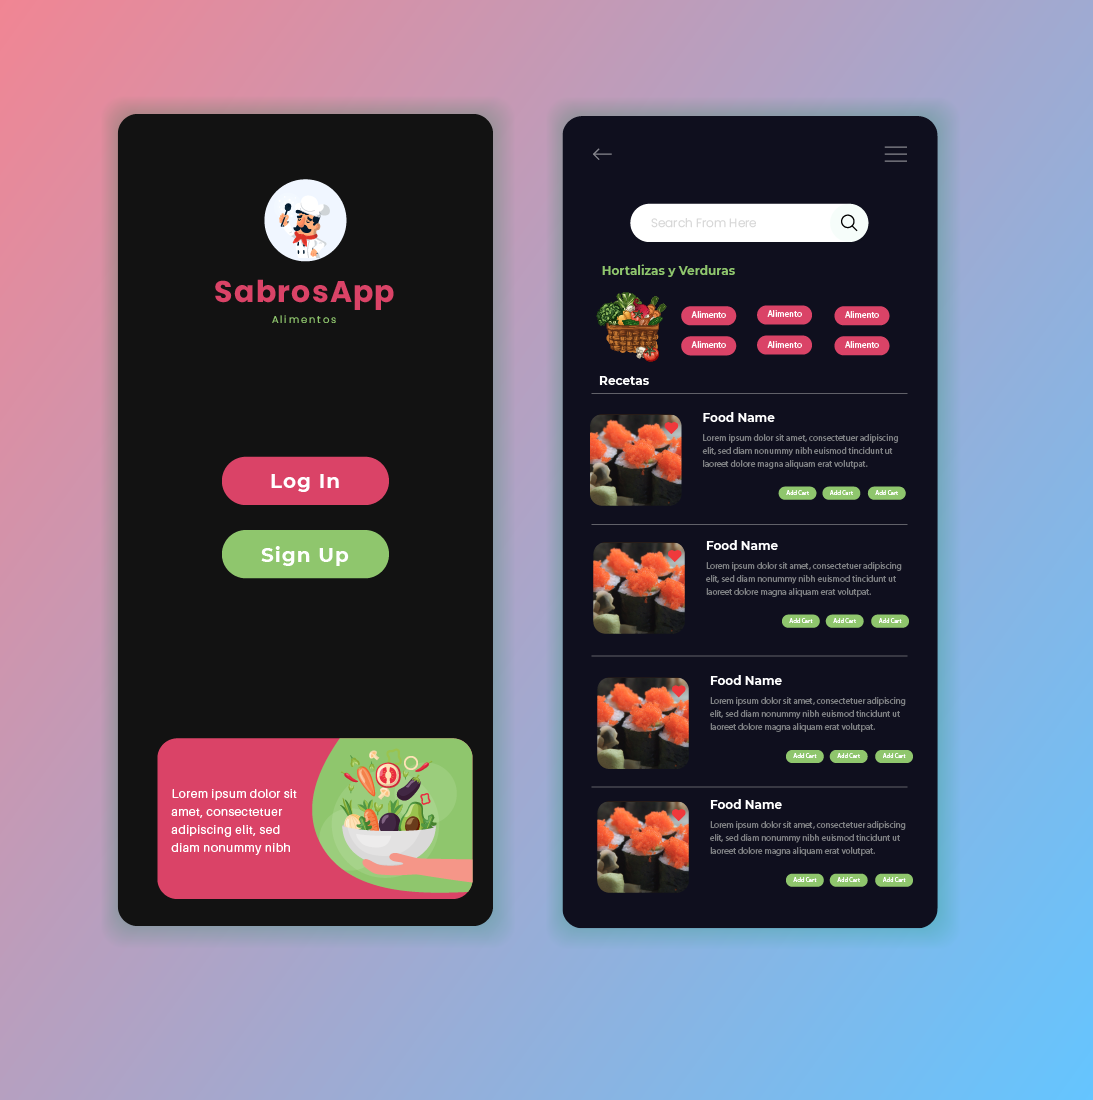 SabrosApp
Alimentos
Log In
Sign Up
Lorem ipsum dolor sit
amet, consectetuer
adipiscing elit, sed
diam nonummy nibh
Search From Here
Hortalizas y Verduras
Alimento Alimento Alimento
Alimento Alimento Alimento
Recetas
Food Name
Lorem ipsum dolor sit amet, consectetuer adipiscing
elit, sed diam nonummy nibh euismod tincidunt ut
laoreet dolore magna aliquam erat volutpat.
Add Cart Add Cart Add Cart
Food Name
Lorem ipsum dolor sit amet, consectetuer adipiscing
elit, sed diam nonummy nibh euismod tincidunt ut
laoreet dolore magna aliquam erat volutpat.
Add Cart Add Cart Add Cart
Food Name
Lorem ipsum dolor sit amet, consectetuer adipiscing
elit, sed diam nonummy nibh euismod tincidunt ut
laoreet dolore magna aliquam erat volutpat.
Add Cart Add Cart Add Cart
Food Name
Lorem ipsum dolor sit amet, consectetuer adipiscing
elit, sed diam nonummy nibh euismod tincidunt ut
laoreet dolore magna aliquam erat volutpat.
Add Cart Add Cart Add Cart